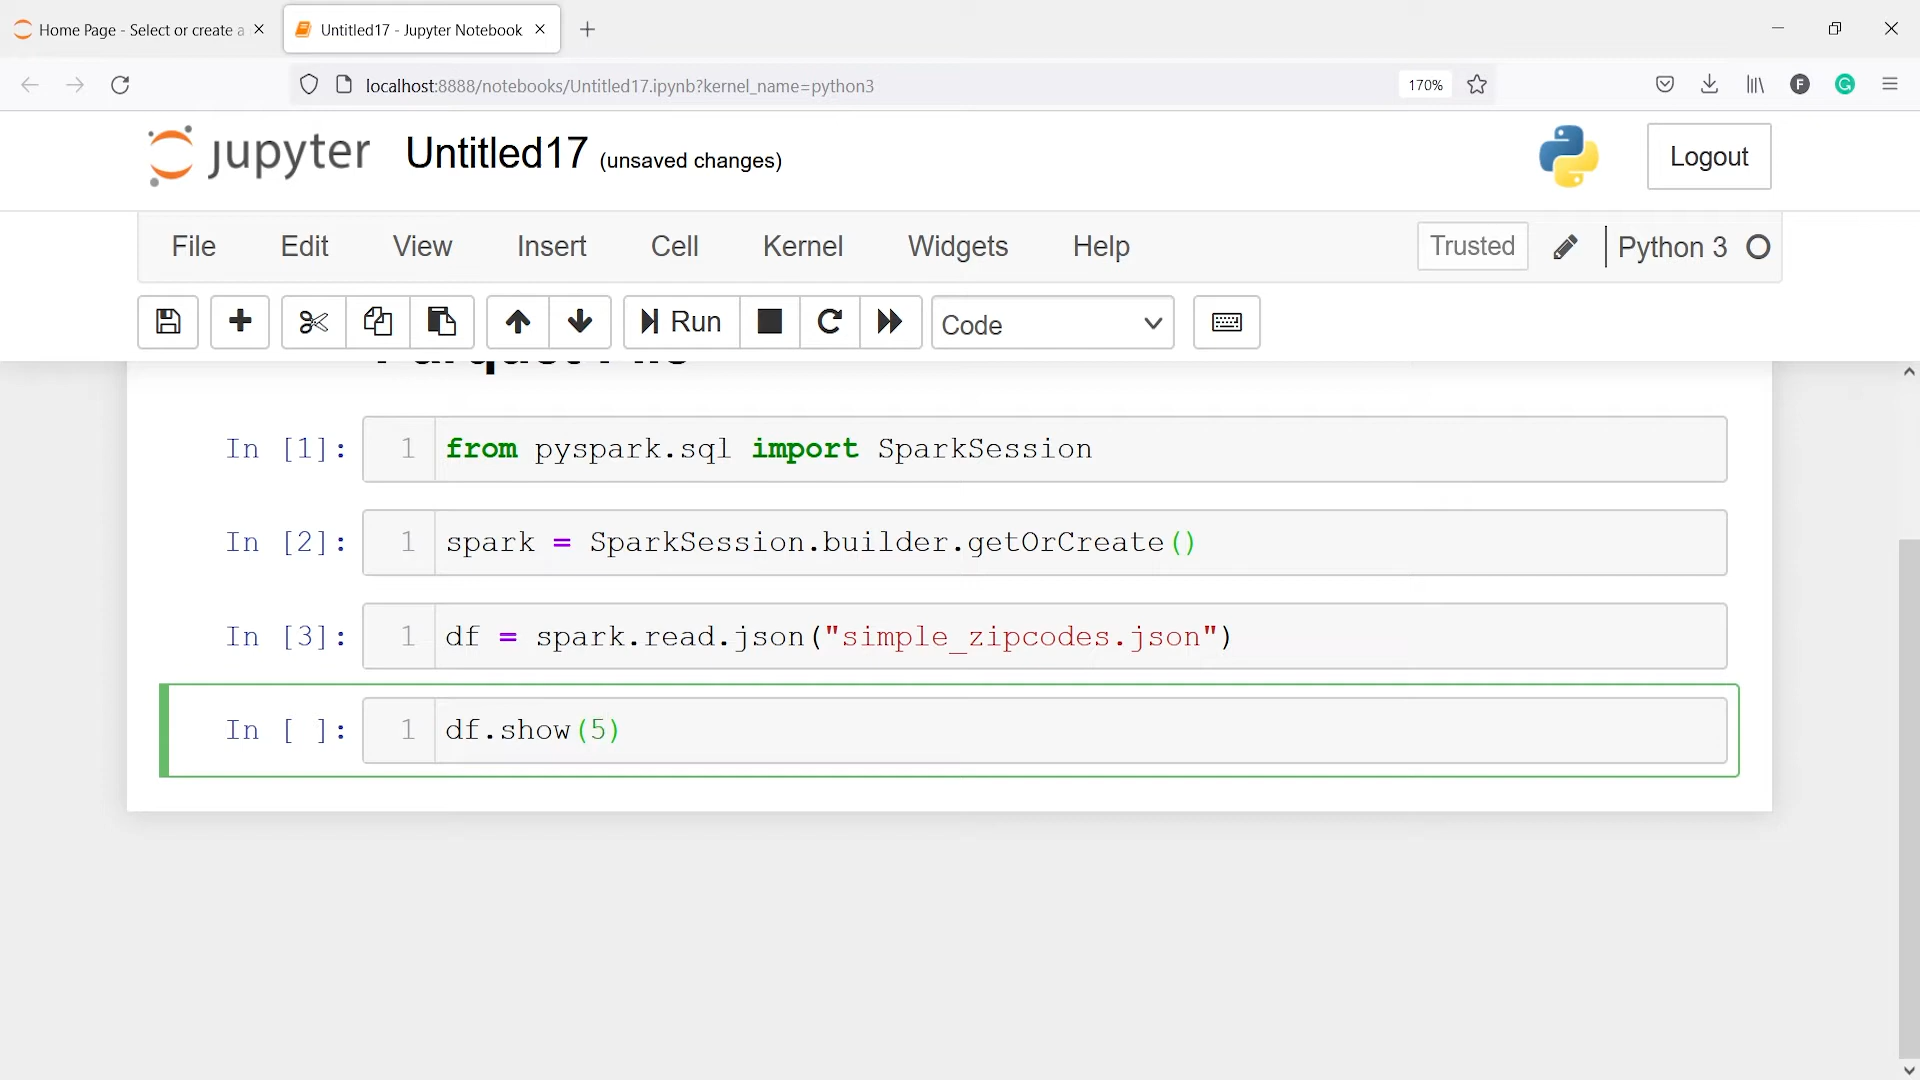 Home Page - Select or create a
Untitled17 - Jupyter Notebook
localhost:8888/notebooks/Untitled17.ipynb?kernel_name=python3
170%
F
G
jupyter Untitled17 (unsaved changes)
Logout
File Edit View Insert Cell Kernel Widgets Help
Trusted
Python 3
Run
Code
Parquet File
In [1]: 1 from pyspark.sql import SparkSession
In [2]: 1 spark = SparkSession.builder.getOrCreate()
In [3]: 1 df = spark.read.json("simple_zipcodes.json")
In [ ]: 1 df.show(5)